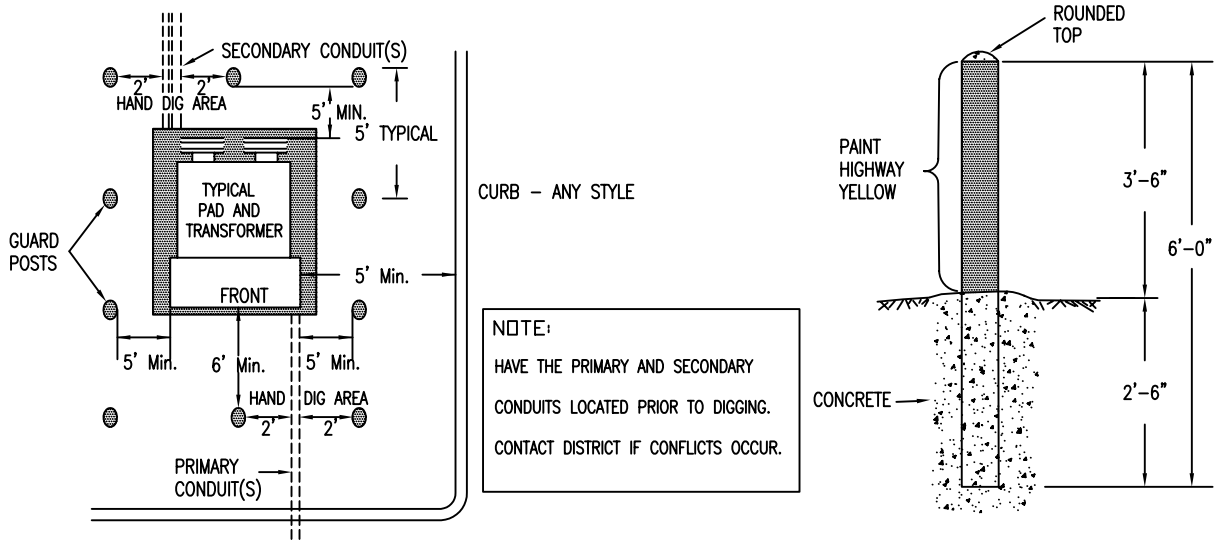 SECONDARY CONDUIT(S)
2'
2'
HAND DIG AREA
5' MIN.
5' TYPICAL
TYPICAL
PAD AND
TRANSFORMER
CURB - ANY STYLE
GUARD
POSTS
5' Min.
FRONT
5' Min.
6' Min.
5' Min.
HAND DIG AREA
2'
2'
PRIMARY
CONDUIT(S)
NOTE:
HAVE THE PRIMARY AND SECONDARY
CONDUITS LOCATED PRIOR TO DIGGING.
CONTACT DISTRICT IF CONFLICTS OCCUR.
ROUNDED
TOP
PAINT
HIGHWAY
YELLOW
3'-6"
6'-0"
CONCRETE
2'-6"